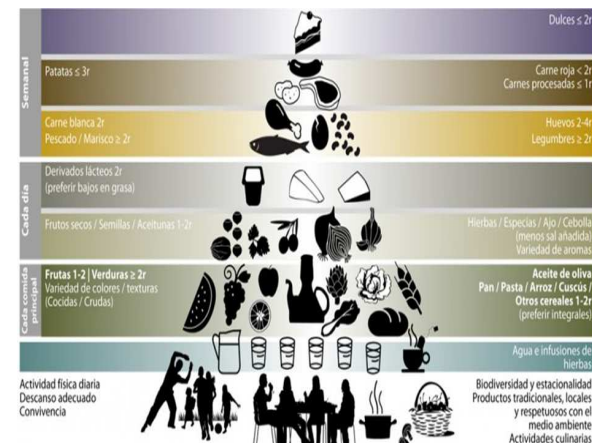 Semanal
Dulces ≤ 2r
Patatas ≤ 3r
Carne roja < 2r
Carnes procesadas ≤ 1r
Carne blanca 2r
Pescado / Marisco ≥ 2r
Huevos 2-4r
Legumbres ≥ 2r
Cada día
Derivados lácteos 2r
(preferir bajos en grasa)
Frutos secos / Semillas / Aceitunas 1-2r
Hierbas / Especias / Ajo / Cebolla
(menos sal añadida)
Variedad de aromas
Cada comida
principal
Frutas 1-2 | Verduras ≥ 2r
Variedad de colores / texturas
(Cocidas / Crudas)
Aceite de oliva
Pan / Pasta / Arroz / Cuscús /
Otros cereales 1-2r
(preferir integrales)
Agua e infusiones de
hierbas
Actividad física diaria
Descanso adecuado
Convivencia
Biodiversidad y estacionalidad
Productos tradicionales, locales
y respetuosos con el
medio ambiente
Actividades culinarias